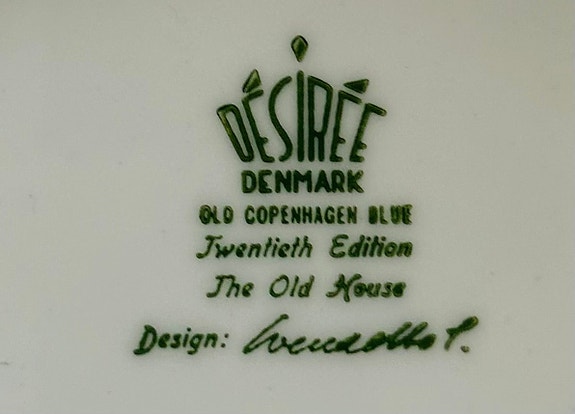 DÉSIRÉE
DENMARK
OLD COPENHAGEN BLUE
Twentieth Edition
The Old House
Design: